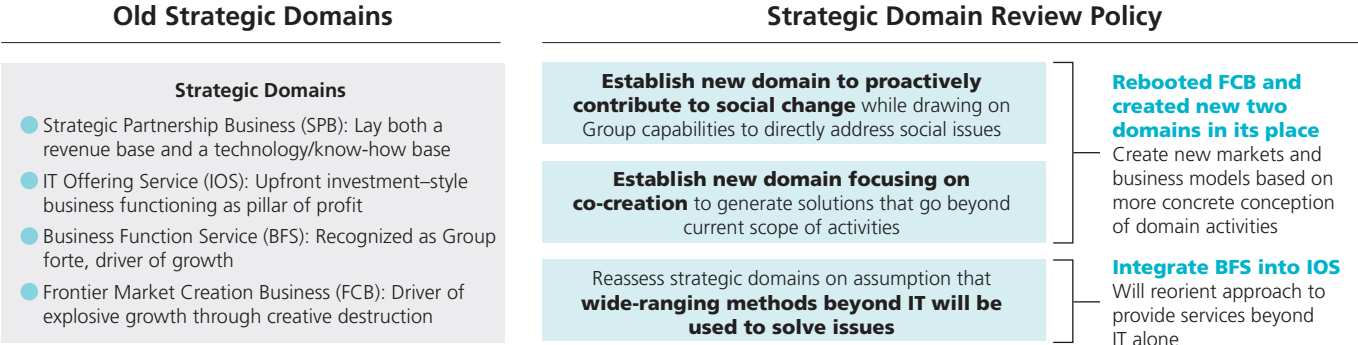 Old Strategic Domains
Strategic Domains
Strategic Partnership Business (SPB): Lay both a
revenue base and a technology/know-how base
IT Offering Service (IOS): Upfront investment–style
business functioning as pillar of profit
Business Function Service (BFS): Recognized as Group
forte, driver of growth
Frontier Market Creation Business (FCB): Driver of
explosive growth through creative destruction
Strategic Domain Review Policy
Establish new domain to proactively
contribute to social change while drawing on
Group capabilities to directly address social issues
Establish new domain focusing on
co-creation to generate solutions that go beyond
current scope of activities
Reassess strategic domains on assumption that
wide-ranging methods beyond IT will be
used to solve issues
Rebooted FCB and
created new two
domains in its place
Create new markets and
business models based on
more concrete conception
of domain activities
Integrate BFS into IOS
Will reorient approach to
provide services beyond
IT alone